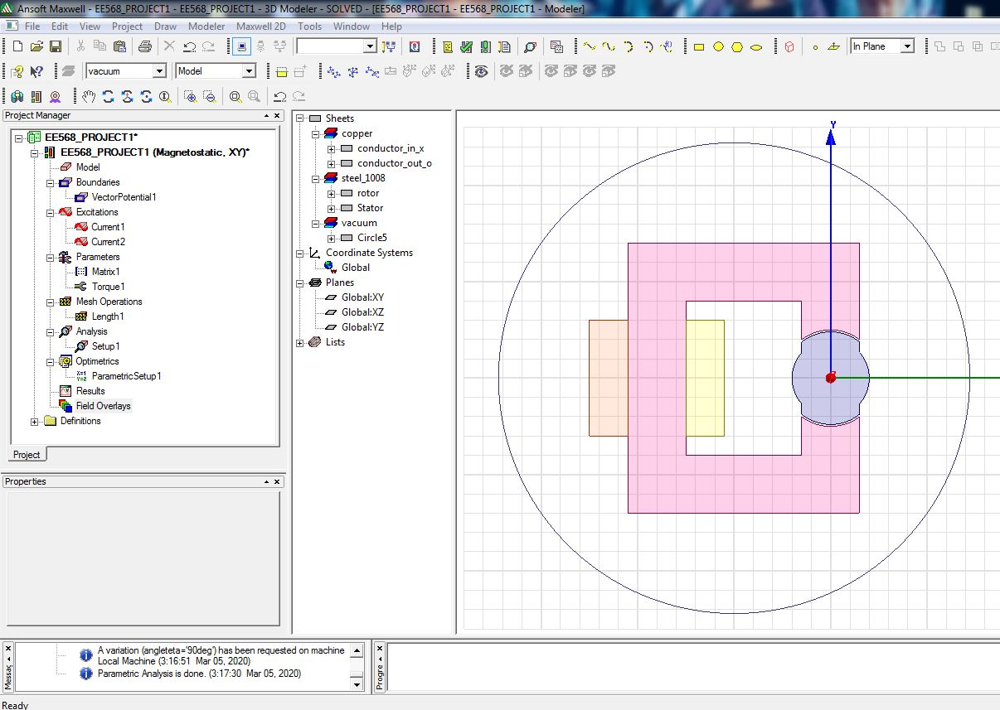 Ansoft Maxwell - EE568_PROJECT1 - EE568_PROJECT1 - 3D Modeler - SOLVED - [EE568_PROJECT1 - EE568_PROJECT1 - Modeler]
File Edit View Project Draw Modeler Maxwell 2D Tools Window Help
In Plane
vacuum Model
Project Manager
EE568_PROJECT1*
EE568_PROJECT1 (Magnetostatic, XY)*
Model
Boundaries
VectorPotential1
Excitations
Current1
Current2
Parameters
Matrix1
Torque1
Mesh Operations
Length1
Analysis
Setup1
Optimetrics
ParametricSetup1
Results
Field Overlays
Definitions
Project
Properties
Sheets
copper
conductor_in_x
conductor_out_o
steel_1008
rotor
Stator
vacuum
Circle5
Coordinate Systems
Global
Planes
Global:XY
Global:XZ
Global:YZ
Lists
Y
A variation (angleteta='90deg') has been requested on machine
Local Machine (3:16:51 Mar 05, 2020)
Parametric Analysis is done. (3:17:30 Mar 05, 2020)
Progre
Ready